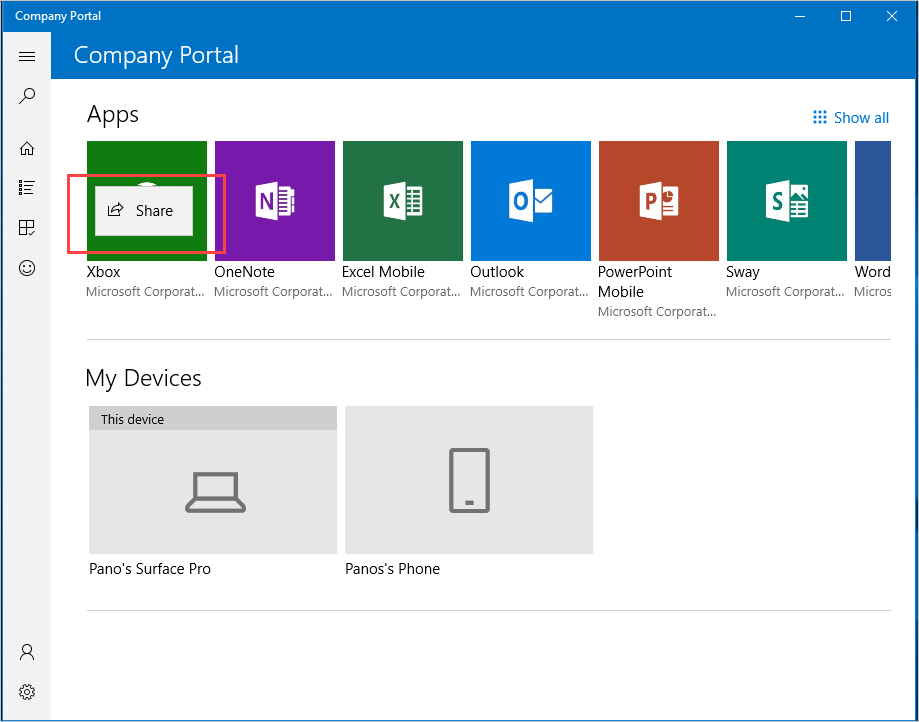 Company Portal
Company Portal
Apps
Show all
Share
N
X
O
P
S
Xbox
OneNote
Excel Mobile
Outlook
PowerPoint
Mobile
Sway
Word
Microsoft Corporat...
Microsoft Corporat...
Microsoft Corporat...
Microsoft Corporat...
Microsoft Corporat...
Microsoft Corporat...
Micros
My Devices
This device
Pano's Surface Pro
Panos's Phone